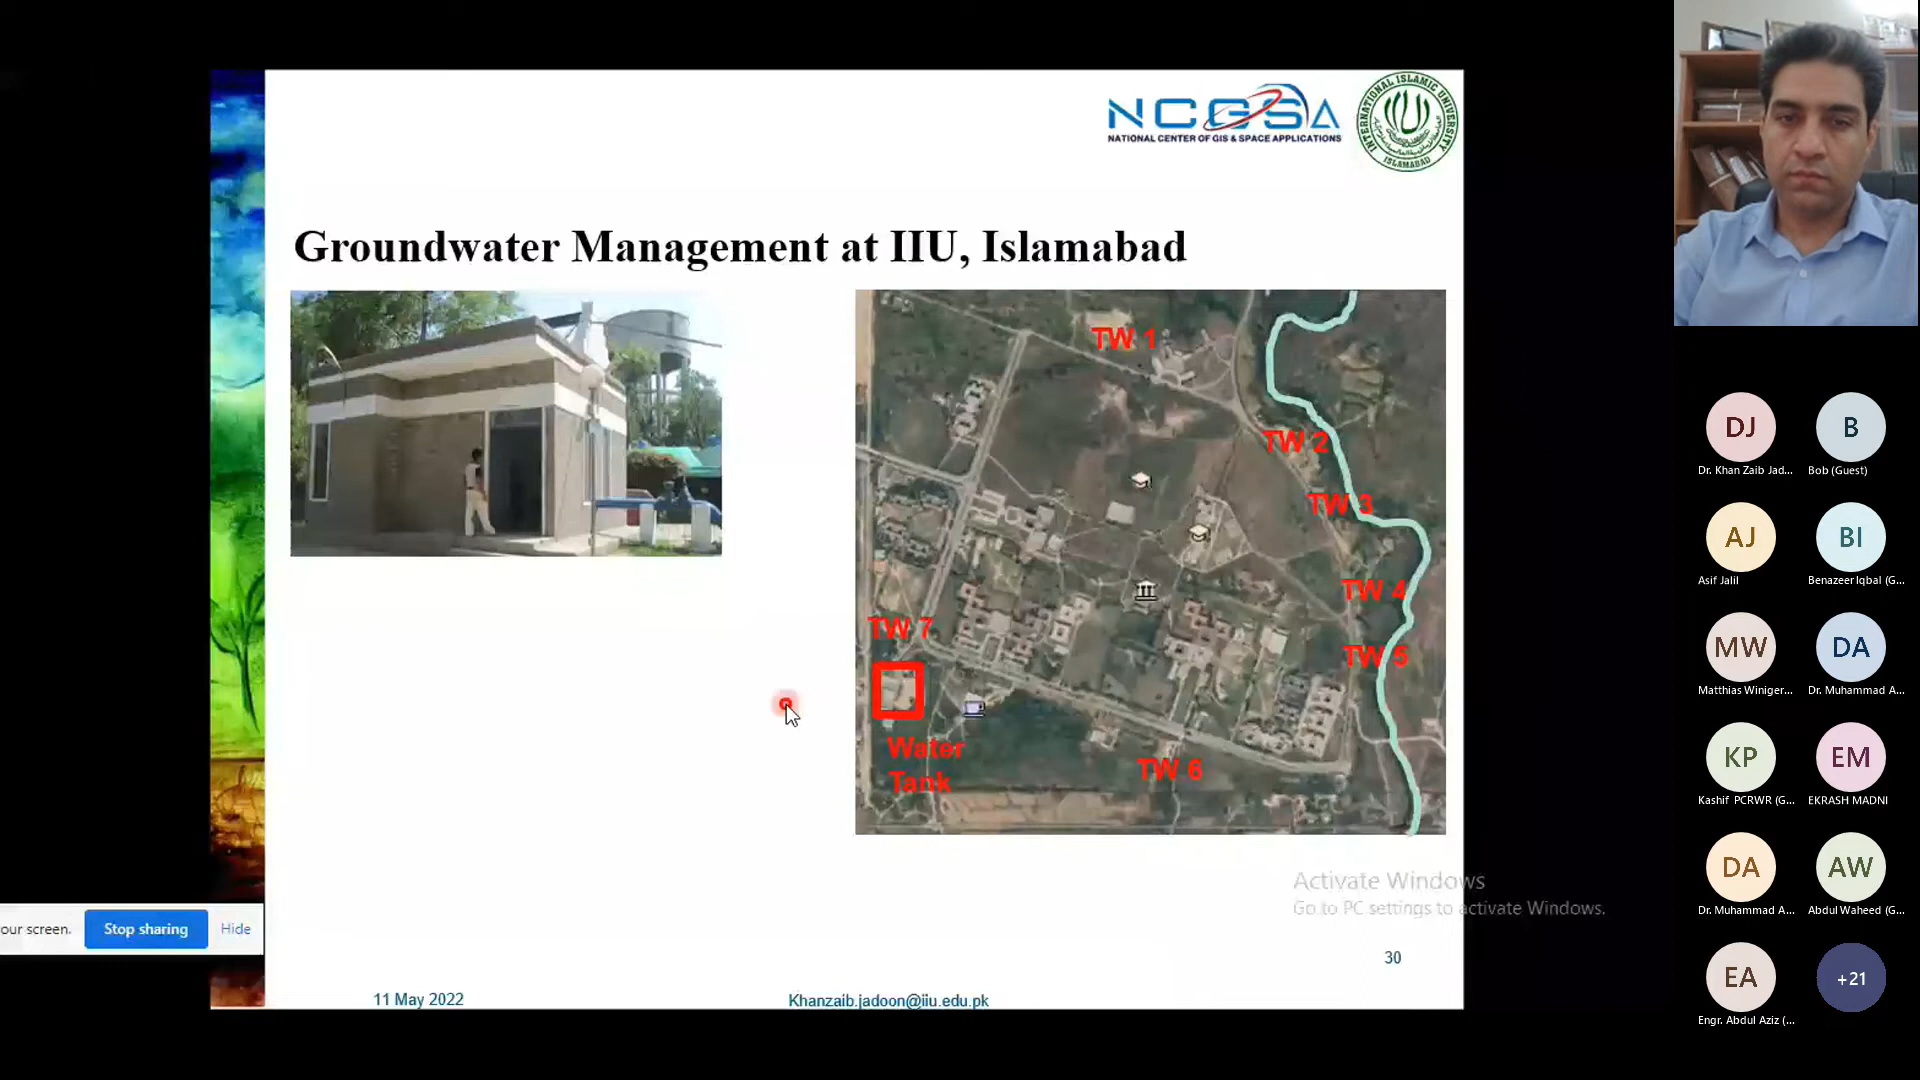 NCGSA
NATIONAL CENTER OF GIS & SPACE APPLICATIONS
INTERNATIONAL ISLAMIC UNIVERSITY
ISLAMABAD
Groundwater Management at IIU, Islamabad
TW 1
TW 2
TW 3
TW 4
TW 5
TW 7
Water
Tank
TW 6
Activate Windows
Go to PC settings to activate Windows.
our screen.
Stop sharing
Hide
30
11 May 2022
Khanzaib.jadoon@iiu.edu.pk
DJ
Dr. Khan Zaib Jad...
B
Bob (Guest)
AJ
Asif Jalil
BI
Benazeer Iqbal (G...
MW
Matthias Winiger...
DA
Dr. Muhammad A...
KP
Kashif PCRWR (G...
EM
EKRASH MADNI
DA
Dr. Muhammad A...
AW
Abdul Waheed (G...
EA
Engr. Abdul Aziz (...
+21